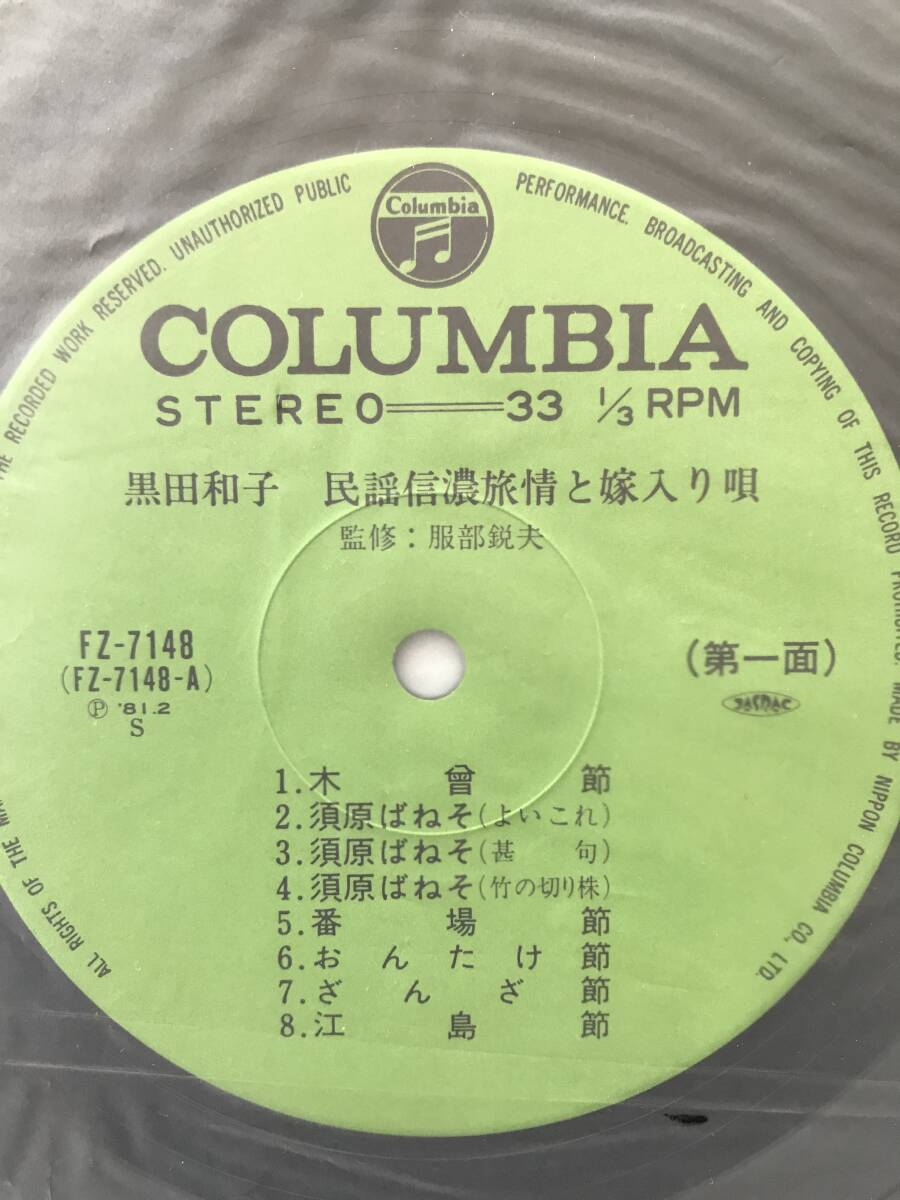 ALL RIGHTS OF THE
THE RECORDED WORK RESERVED. UNAUTHORIZED PUBLIC
PERFORMANCE. BROADCASTING AND COPYING OF THIS RECORD
MADE BY NIPPON COLUMBIA CO., LTD.
Columbia
COLUMBIA
STEREO 33 1/3 RPM
黒田和子 民謡信濃旅情と嫁入り唄
監修：服部鋭夫
FZ-7148
(FZ-7148-A)
Ⓟ '81.2
S
(第一面)
JASRAC
1.木曾節
2.須原ばねそ(よいこれ)
3.須原ばねそ(甚句)
4.須原ばねそ(竹の切り株)
5.番場節
6.おんたけ節
7.ざんざ節
8.江島節